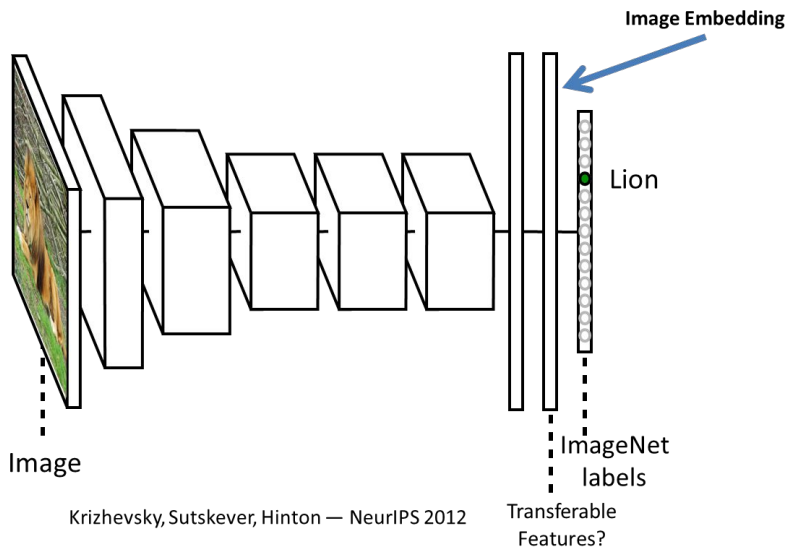 Image Embedding
Lion
Image
ImageNet
labels
Krizhevsky, Sutskever, Hinton — NeurIPS 2012
Transferable
Features?